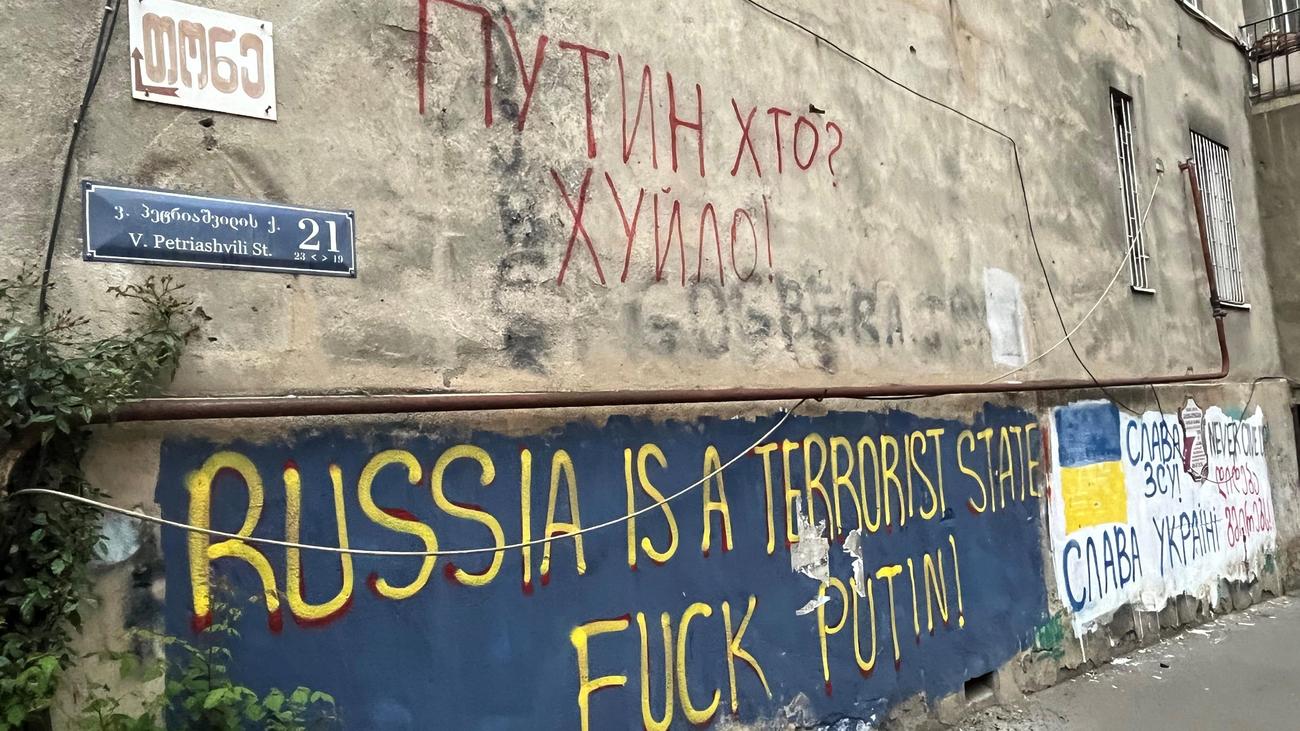 თონე
ПУТИН ХТО?
ХУЙЛО!
ვ. პეტრიაშვილის ქ.
V. Petriashvili St.
21
23 < > 19
RUSSIA IS A TERRORIST STATE
FUCK PUTIN!
СЛАВА
ЗСУ!
СЛАВА УКРАЇНІ